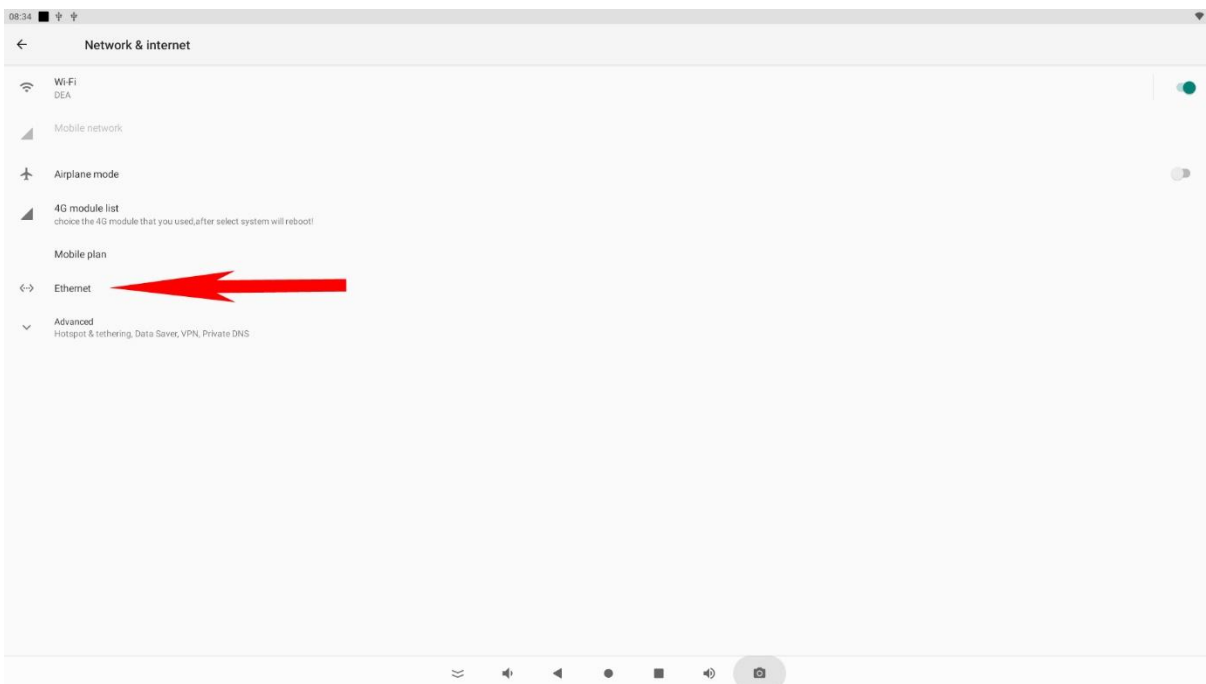 08:34
Network & internet
Wi-Fi
DEA
Mobile network
Airplane mode
4G module list
choice the 4G module that you used,after select system will reboot!
Mobile plan
Ethernet
Advanced
Hotspot & tethering, Data Saver, VPN, Private DNS